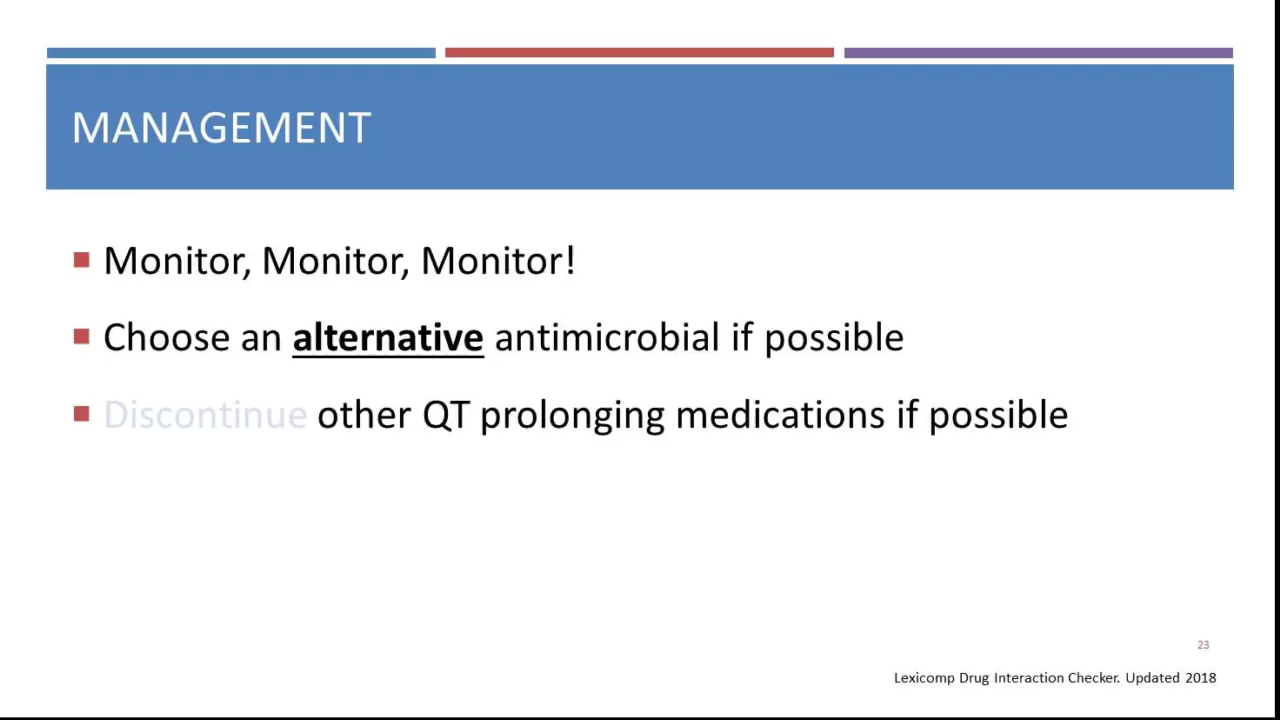 MANAGEMENT
Monitor, Monitor, Monitor!
Choose an alternative antimicrobial if possible
Discontinue other QT prolonging medications if possible
23
Lexicomp Drug Interaction Checker. Updated 2018